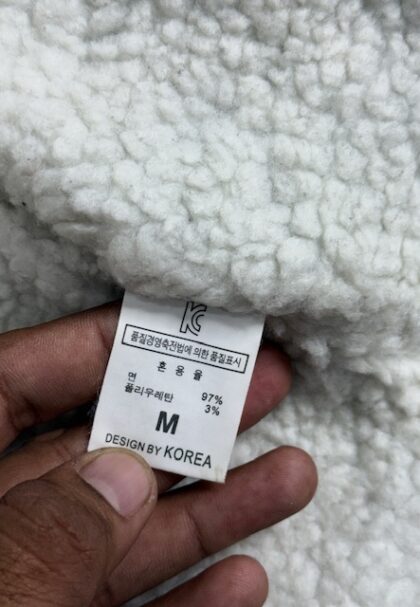 KC
품질경영촉진법에 의한 품질표시
혼 용 율
면 97%
폴리우레탄 3%
M
DESIGN BY KOREA